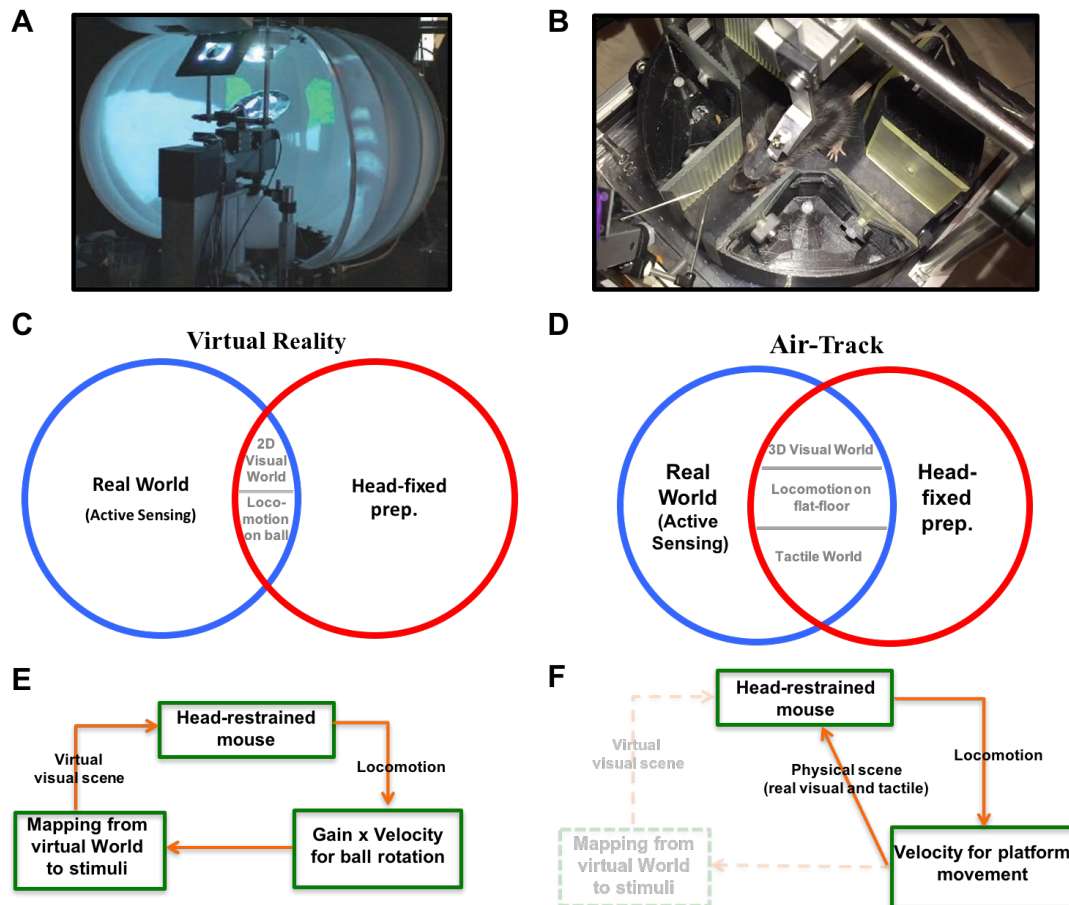 A
B
C
Virtual Reality
Real World
(Active Sensing)
2D
Visual
World
Loco-
motion
on ball
Head-fixed
prep.
D
Air-Track
Real
World
(Active
Sensing)
3D Visual World
Locomotion on
flat-floor
Tactile World
Head-
fixed
prep.
E
Head-restrained
mouse
Virtual
visual scene
Locomotion
Mapping from
virtual World
to stimuli
Gain x Velocity
for ball rotation
F
Head-restrained
mouse
Virtual
visual scene
Physical scene
(real visual and tactile)
Locomotion
Mapping from
virtual World
to stimuli
Velocity for platform
movement